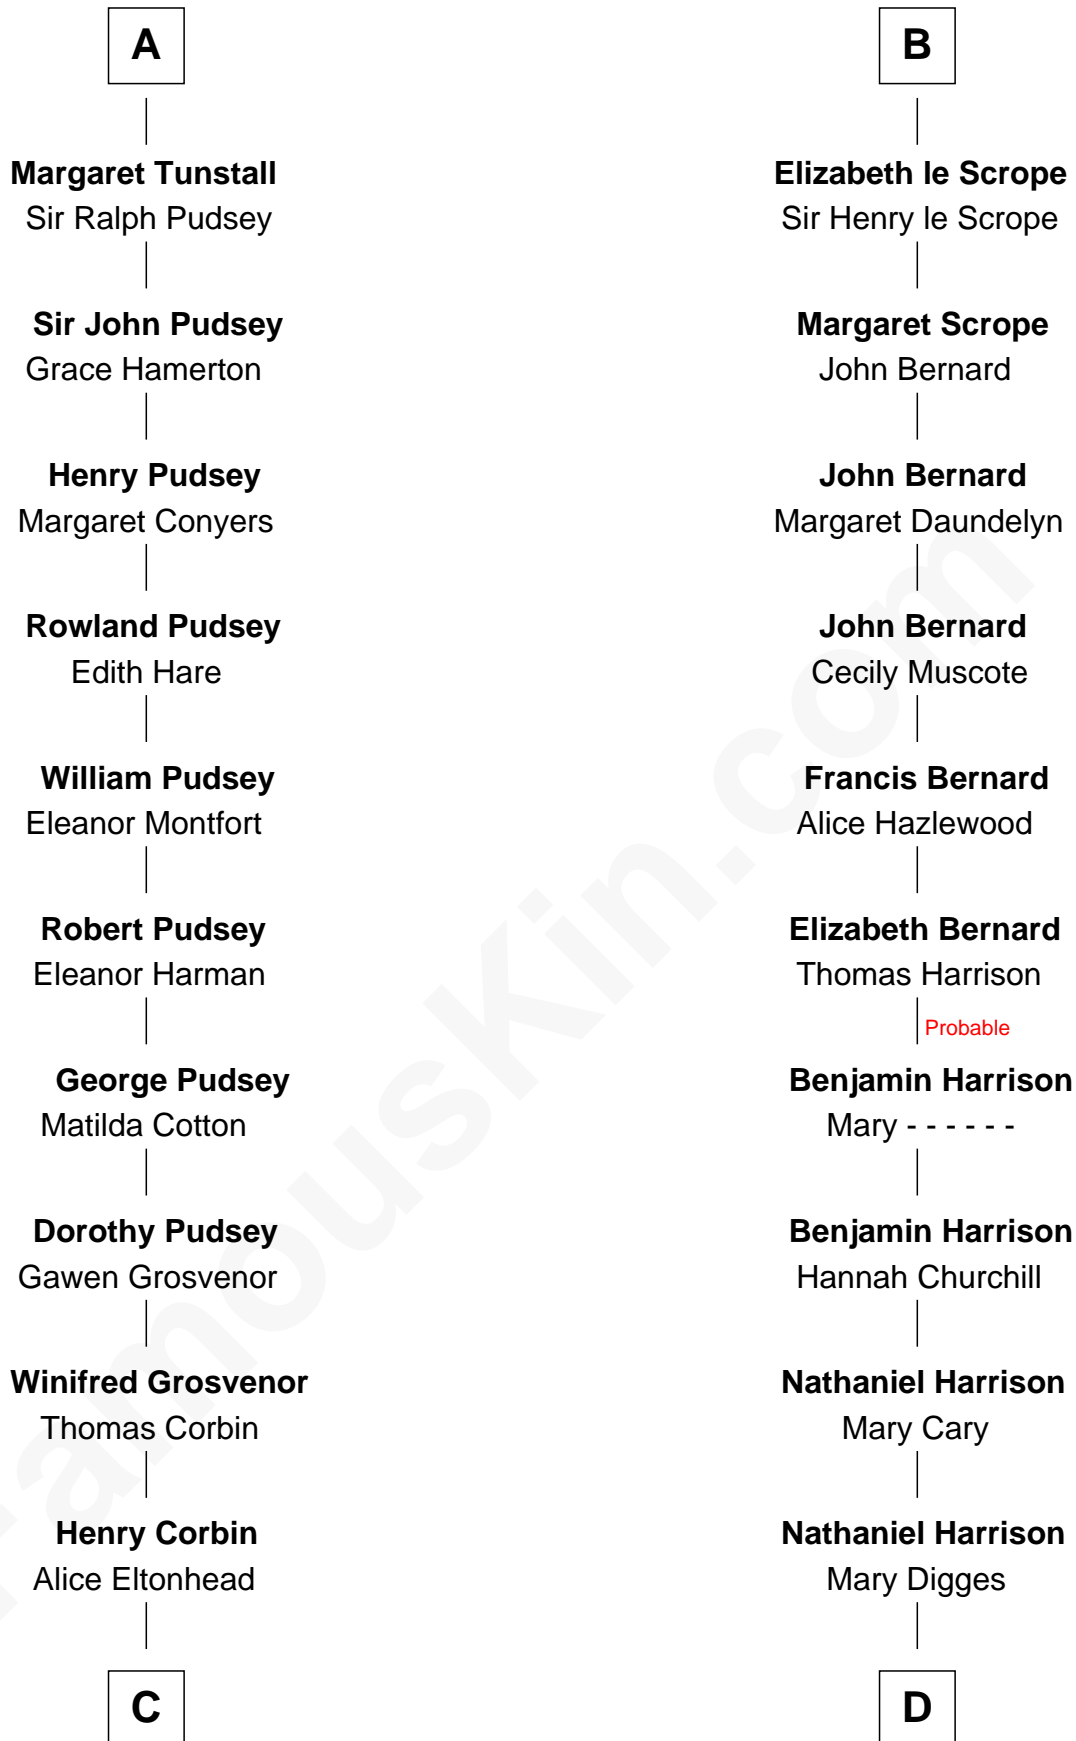 A
Margaret Tunstall
Sir Ralph Pudsey
Sir John Pudsey
Grace Hamerton
Henry Pudsey
Margaret Conyers
Rowland Pudsey
Edith Hare
William Pudsey
Eleanor Montfort
Robert Pudsey
Eleanor Harman
George Pudsey
Matilda Cotton
Dorothy Pudsey
Gawen Grosvenor
Winifred Grosvenor
Thomas Corbin
Henry Corbin
Alice Eltonhead
C
B
Elizabeth le Scrope
Sir Henry le Scrope
Margaret Scrope
John Bernard
John Bernard
Margaret Daundelyn
John Bernard
Cecily Muscote
Francis Bernard
Alice Hazlewood
Elizabeth Bernard
Thomas Harrison
Probable
Benjamin Harrison
Mary - - - - - -
Benjamin Harrison
Hannah Churchill
Nathaniel Harrison
Mary Cary
Nathaniel Harrison
Mary Digges
D
FamousKin.com